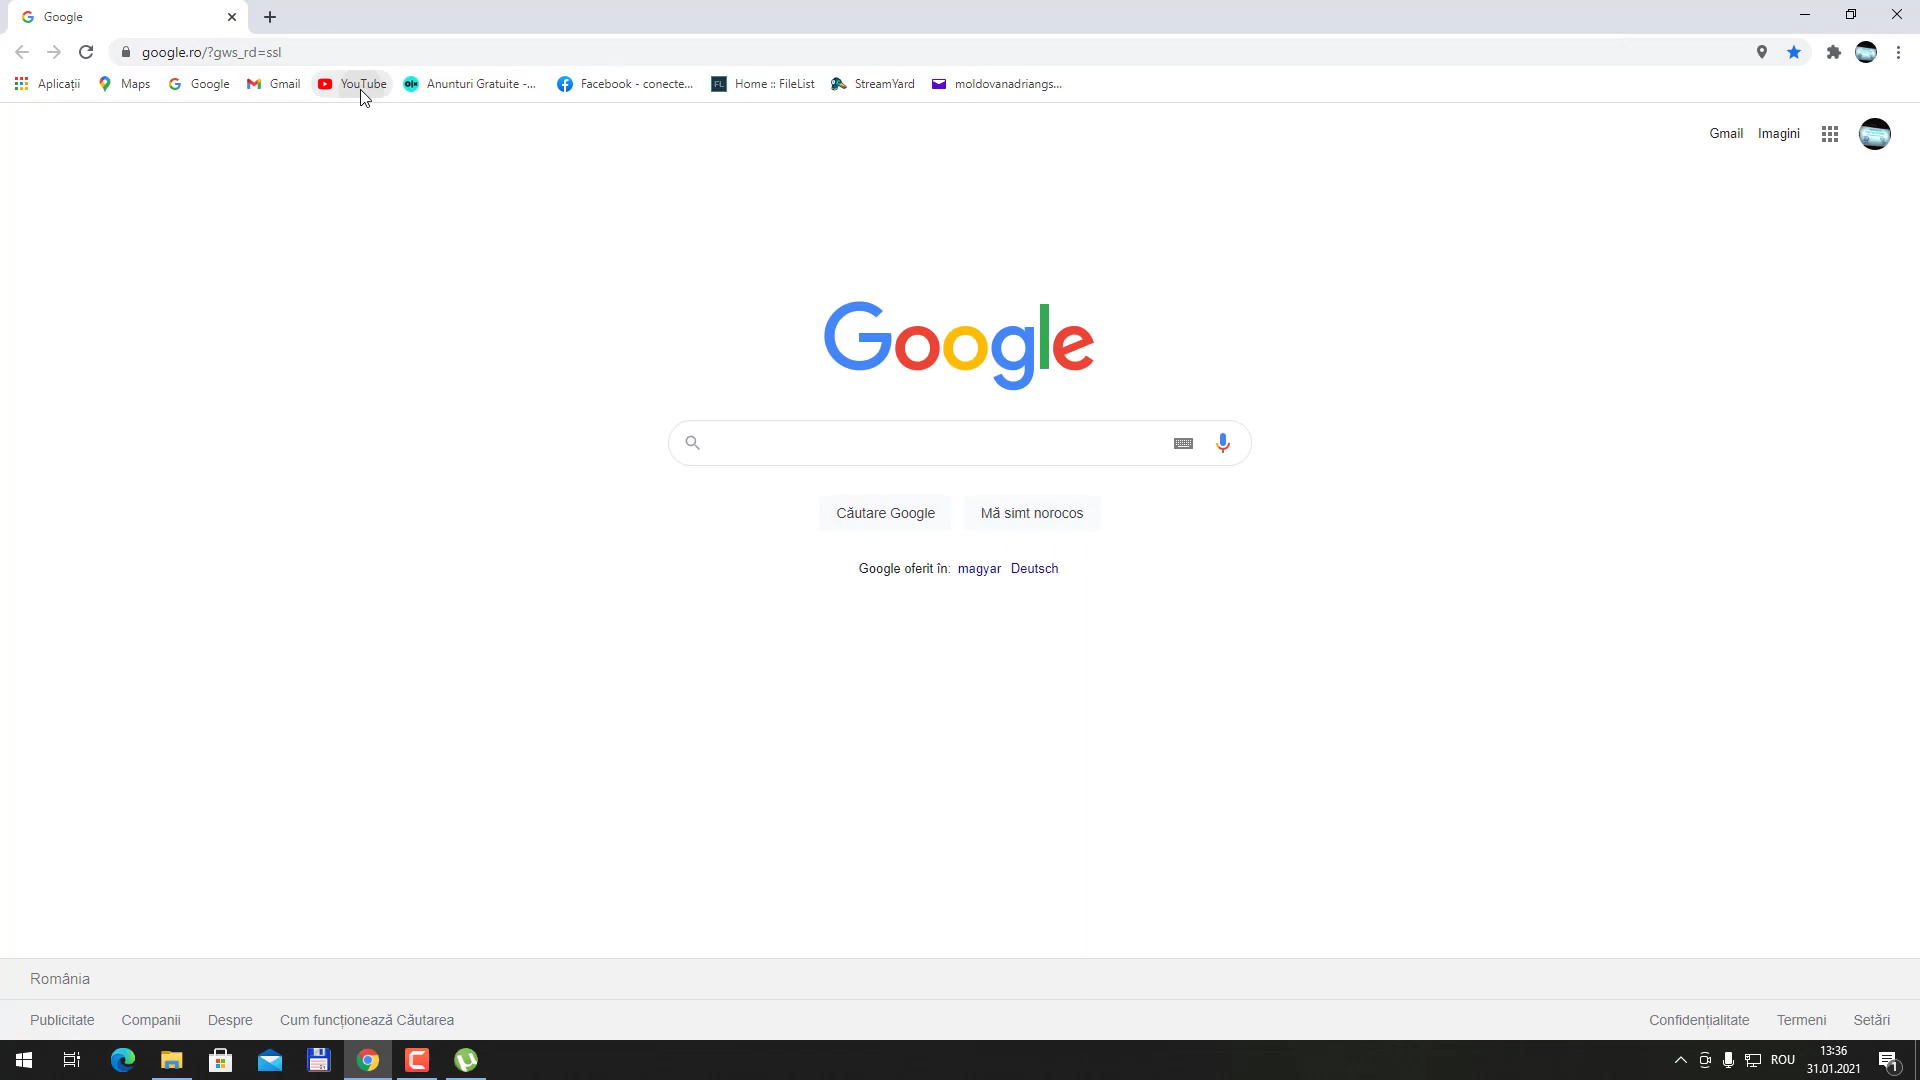 Google
google.ro/?gws_rd=ssl
Aplicații Maps Google Gmail YouTube Anunturi Gratuite -... Facebook - conecte... FL Home :: FileList StreamYard moldovanadriangs...
Gmail Imagini
Google
Căutare Google Mă simt norocos
Google oferit în: magyar Deutsch
România
Publicitate Companii Despre Cum funcționează Căutarea Confidențialitate Termeni Setări
ROU 13:36
31.01.2021 1